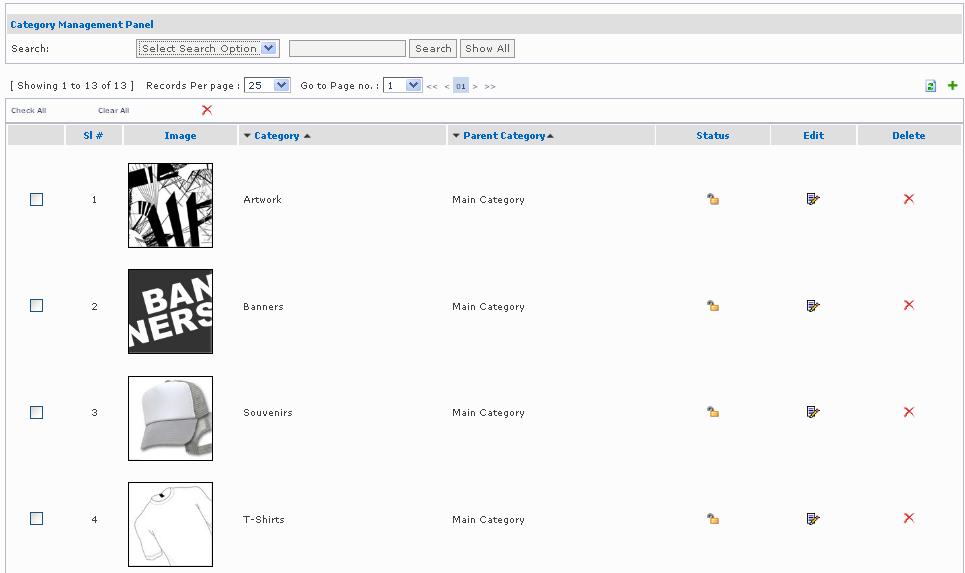 Category Management Panel
Search: Select Search Option Search Show All
[ Showing 1 to 13 of 13 ] Records Per page : 25 Go to Page no. : 1 << < 01 > >>
Check All Clear All
Sl # Image Category Parent Category Status Edit Delete
1 Artwork Main Category
BAN
NERS
2 Banners Main Category
3 Souvenirs Main Category
4 T-Shirts Main Category